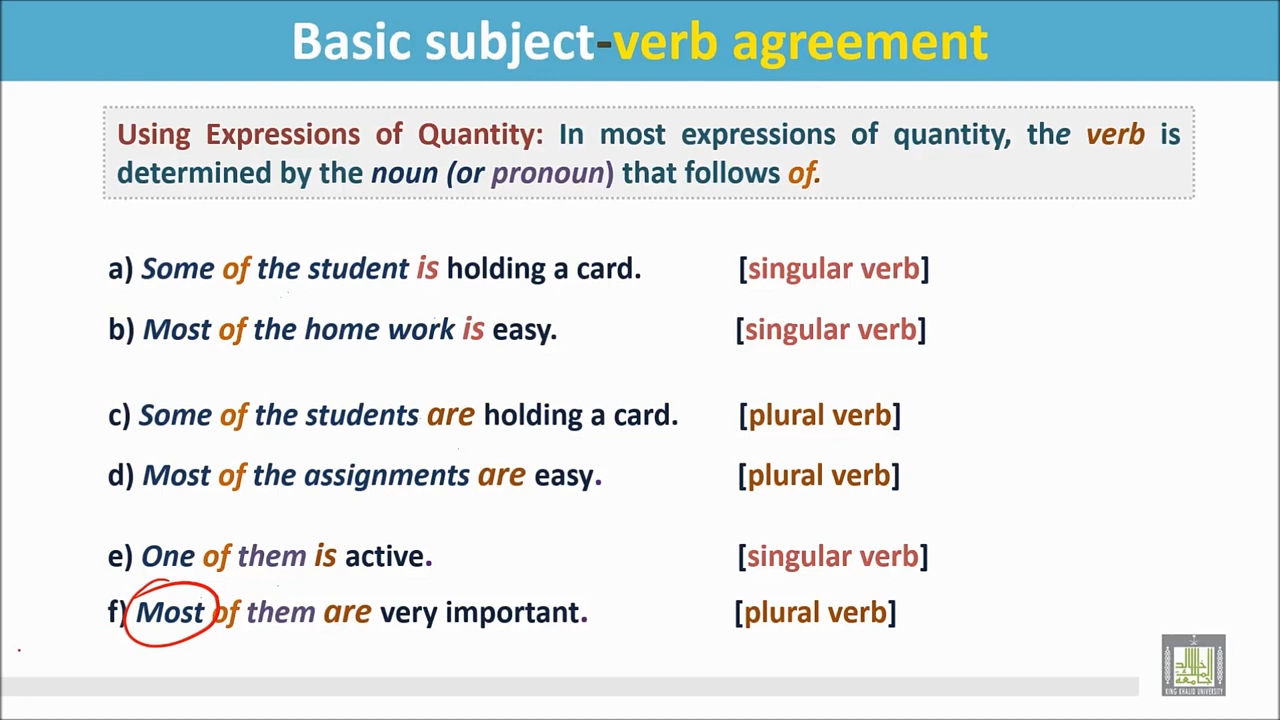 Basic subject-verb agreement
Using Expressions of Quantity: In most expressions of quantity, the verb is
determined by the noun (or pronoun) that follows of.
a) Some of the student is holding a card. [singular verb]
b) Most of the home work is easy. [singular verb]
c) Some of the students are holding a card. [plural verb]
d) Most of the assignments are easy. [plural verb]
e) One of them is active. [singular verb]
f) Most of them are very important. [plural verb]
KING KHALID UNIVERSITY